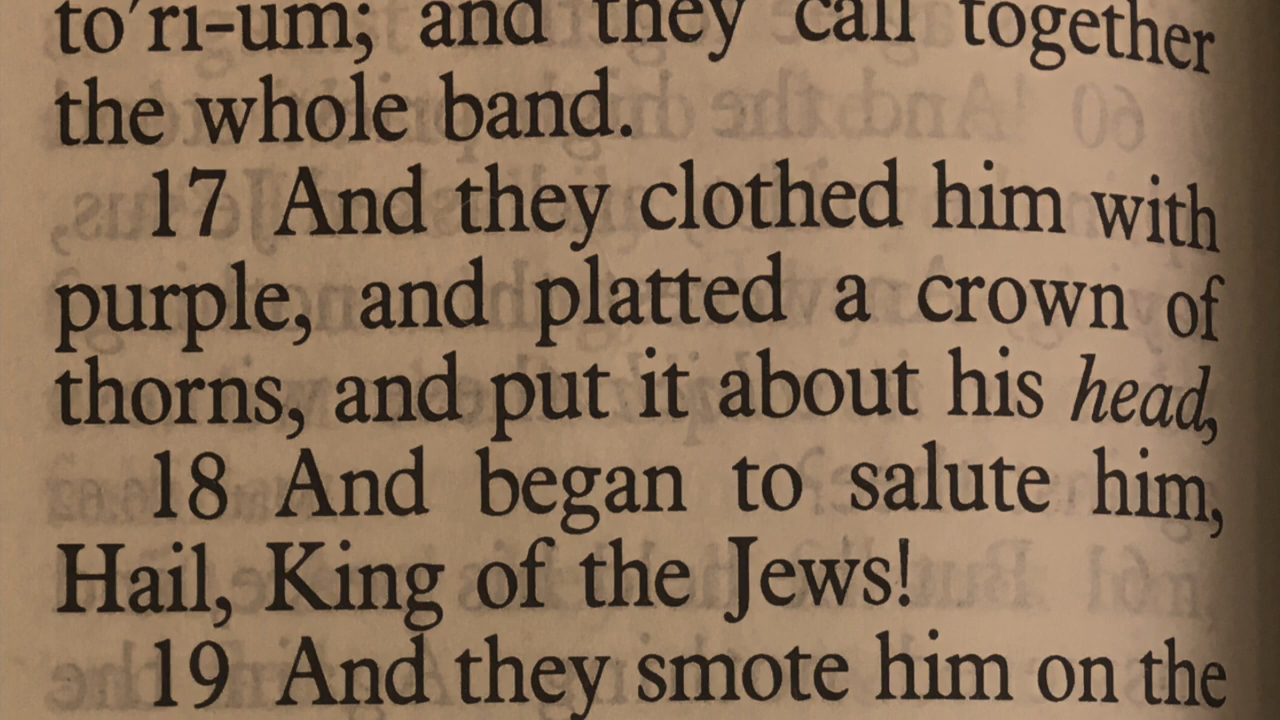 to′ri-um; and they call together
the whole band.
17 And they clothed him with
purple, and platted a crown of
thorns, and put it about his head,
18 And began to salute him,
Hail, King of the Jews!
19 And they smote him on the